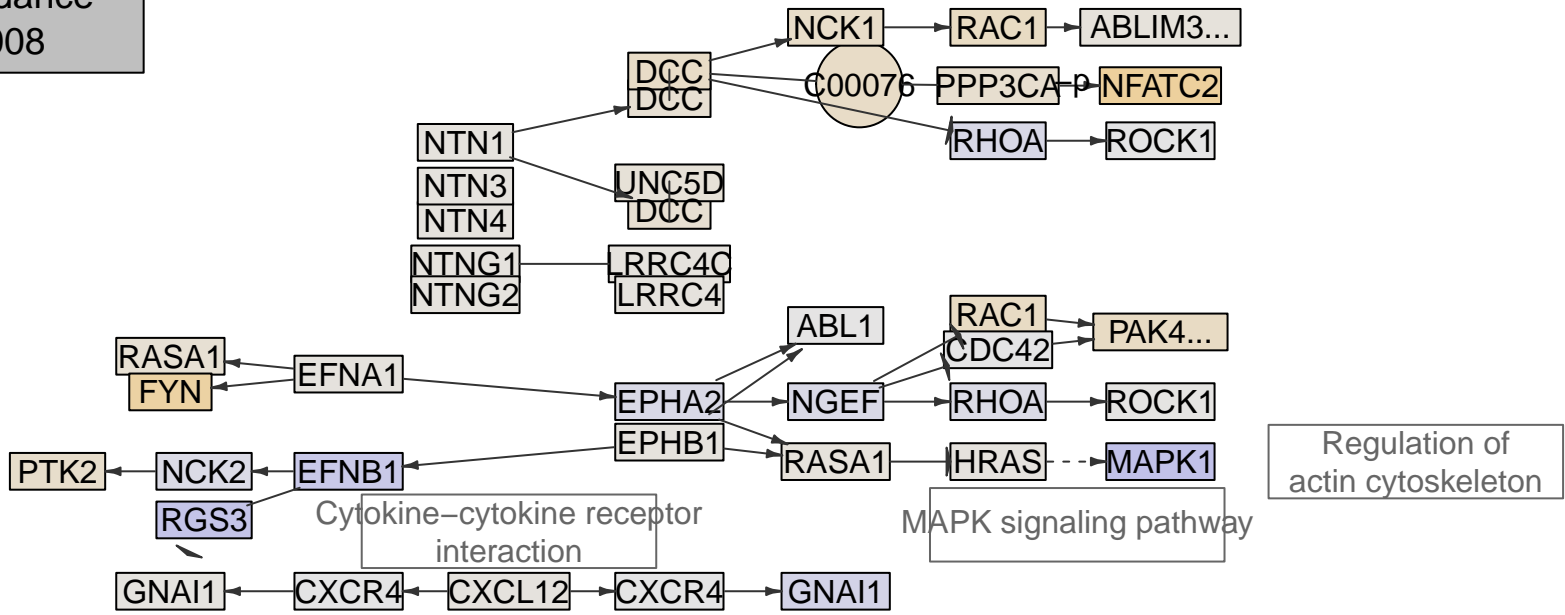 NCK1
RAC1
ABLIM3...
DCC
DCC
C00076
PPP3CA
+p
NFATC2
NTN1
RHOA
ROCK1
NTN3
NTN4
UNC5D
DCC
NTNG1
NTNG2
LRRC4C
LRRC4
ABL1
RAC1
CDC42
PAK4...
RASA1
FYN
EFNA1
EPHA2
NGEF
RHOA
ROCK1
EPHB1
RASA1
HRAS
MAPK1
Regulation of
actin cytoskeleton
PTK2
NCK2
EFNB1
RGS3
Cytokine−cytokine receptor
interaction
MAPK signaling pathway
GNAI1
CXCR4
CXCL12
CXCR4
GNAI1